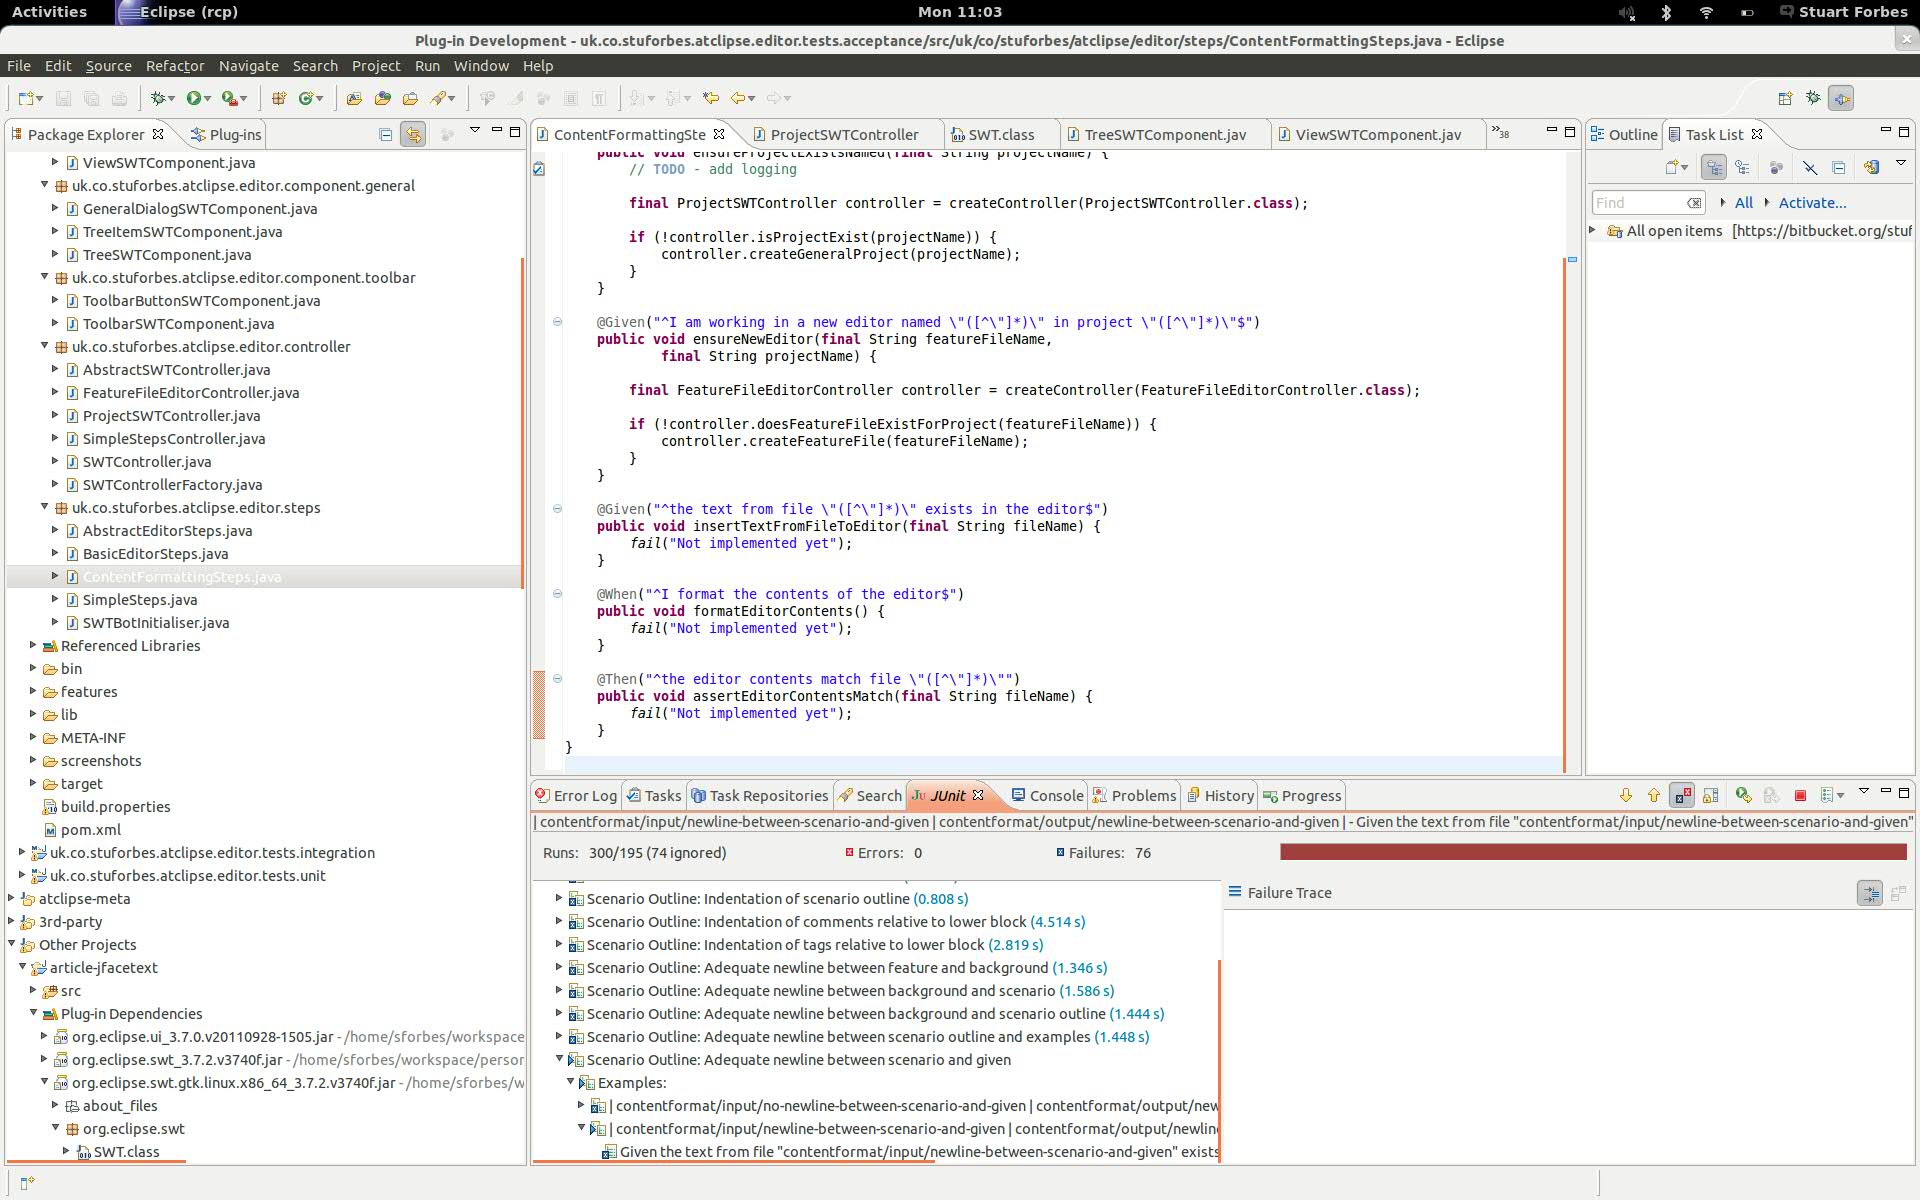 Activities
Eclipse (rcp)
Mon 11:03
Stuart Forbes
Plug-in Development - uk.co.stuforbes.atclipse.editor.tests.acceptance/src/uk/co/stuforbes/atclipse/editor/steps/ContentFormattingSteps.java - Eclipse
File Edit Source Refactor Navigate Search Project Run Window Help
Package Explorer
Plug-ins
ViewSWTComponent.java
uk.co.stuforbes.atclipse.editor.component.general
GeneralDialogSWTComponent.java
TreeItemSWTComponent.java
TreeSWTComponent.java
uk.co.stuforbes.atclipse.editor.component.toolbar
ToolbarButtonSWTComponent.java
ToolbarSWTComponent.java
uk.co.stuforbes.atclipse.editor.controller
AbstractSWTController.java
FeatureFileEditorController.java
ProjectSWTController.java
SimpleStepsController.java
SWTController.java
SWTControllerFactory.java
uk.co.stuforbes.atclipse.editor.steps
AbstractEditorSteps.java
BasicEditorSteps.java
ContentFormattingSteps.java
SimpleSteps.java
SWTBotInitialiser.java
Referenced Libraries
bin
features
lib
META-INF
screenshots
target
build.properties
pom.xml
uk.co.stuforbes.atclipse.editor.tests.integration
uk.co.stuforbes.atclipse.editor.tests.unit
atclipse-meta
3rd-party
Other Projects
article-jfacetext
src
Plug-in Dependencies
org.eclipse.ui_3.7.0.v20110928-1505.jar - /home/sforbes/workspace
org.eclipse.swt_3.7.2.v3740f.jar - /home/sforbes/workspace/person
org.eclipse.swt.gtk.linux.x86_64_3.7.2.v3740f.jar - /home/sforbes/w
about_files
org.eclipse.swt
SWT.class
ContentFormattingSte
ProjectSWTController
SWT.class
TreeSWTComponent.jav
ViewSWTComponent.jav
»38
public void ensureProjectExistsNamed(final String projectName) {
// TODO - add logging
final ProjectSWTController controller = createController(ProjectSWTController.class);
if (!controller.isProjectExist(projectName)) {
controller.createGeneralProject(projectName);
}
}
@Given("^I am working in a new editor named \"([^\"]*)\" in project \"([^\"]*)\"$")
public void ensureNewEditor(final String featureFileName,
final String projectName) {
final FeatureFileEditorController controller = createController(FeatureFileEditorController.class);
if (!controller.doesFeatureFileExistForProject(featureFileName)) {
controller.createFeatureFile(featureFileName);
}
}
@Given("^the text from file \"([^\"]*)\" exists in the editor$")
public void insertTextFromFileToEditor(final String fileName) {
fail("Not implemented yet");
}
@When("^I format the contents of the editor$")
public void formatEditorContents() {
fail("Not implemented yet");
}
@Then("^the editor contents match file \"([^\"]*)\"")
public void assertEditorContentsMatch(final String fileName) {
fail("Not implemented yet");
}
}
Outline
Task List
Find
All
Activate...
All open items [https://bitbucket.org/stuf
Error Log
Tasks
Task Repositories
Search
JUnit
Console
Problems
History
Progress
| contentformat/input/newline-between-scenario-and-given | contentformat/output/newline-between-scenario-and-given | - Given the text from file "contentformat/input/newline-between-scenario-and-given"
Runs: 300/195 (74 ignored)
Errors: 0
Failures: 76
Scenario Outline: Indentation of scenario outline (0.808 s)
Scenario Outline: Indentation of comments relative to lower block (4.514 s)
Scenario Outline: Indentation of tags relative to lower block (2.819 s)
Scenario Outline: Adequate newline between feature and background (1.346 s)
Scenario Outline: Adequate newline between background and scenario (1.586 s)
Scenario Outline: Adequate newline between background and scenario outline (1.444 s)
Scenario Outline: Adequate newline between scenario outline and examples (1.448 s)
Scenario Outline: Adequate newline between scenario and given
Examples:
| contentformat/input/no-newline-between-scenario-and-given | contentformat/output/new
| contentformat/input/newline-between-scenario-and-given | contentformat/output/newlin
Given the text from file "contentformat/input/newline-between-scenario-and-given" exists
Failure Trace